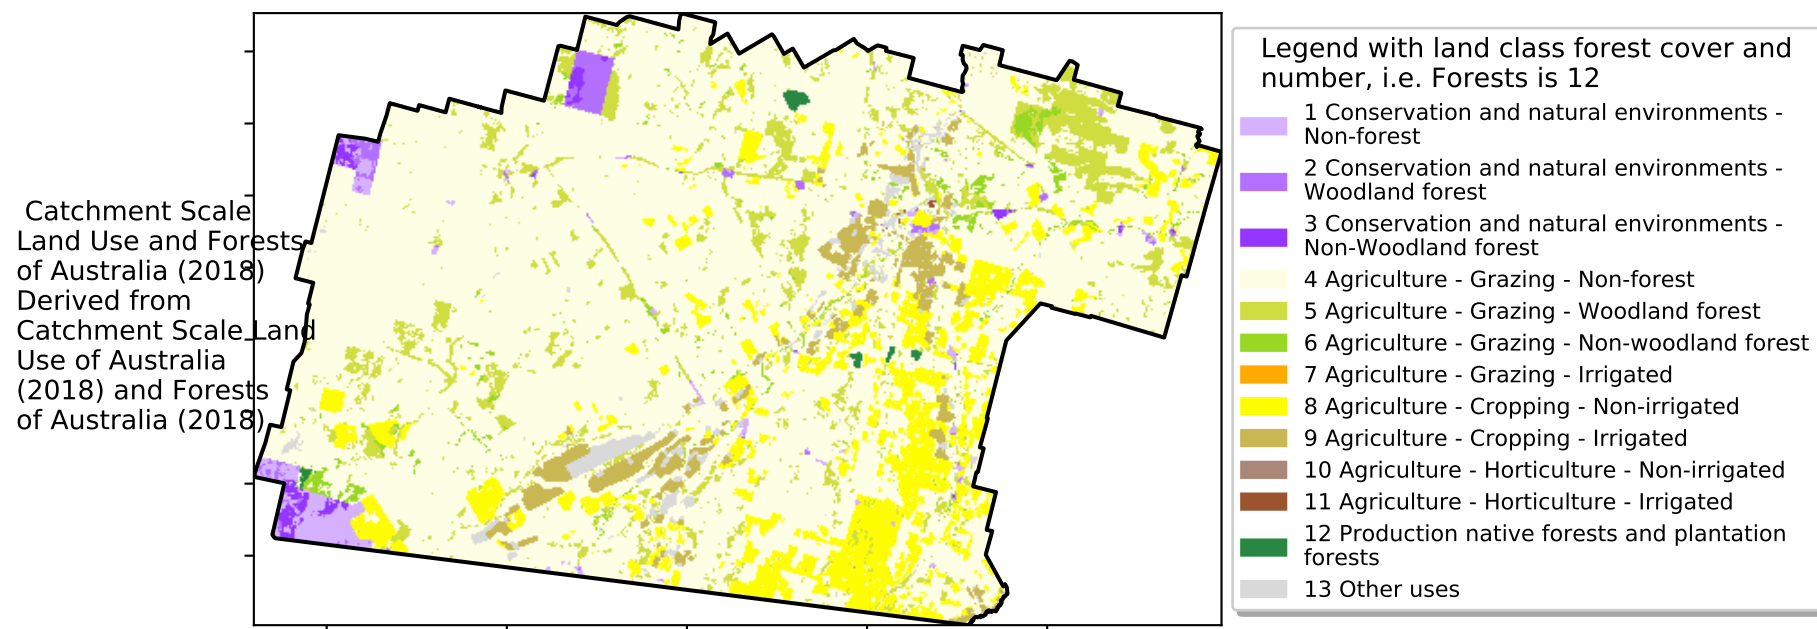 Catchment Scale
Land Use and Forests
of Australia (2018)
Derived from
Catchment Scale Land
Use of Australia
(2018) and Forests
of Australia (2018)
Legend with land class forest cover and
number, i.e. Forests is 12
1 Conservation and natural environments -
Non-forest
2 Conservation and natural environments -
Woodland forest
3 Conservation and natural environments -
Non-Woodland forest
4 Agriculture - Grazing - Non-forest
5 Agriculture - Grazing - Woodland forest
6 Agriculture - Grazing - Non-woodland forest
7 Agriculture - Grazing - Irrigated
8 Agriculture - Cropping - Non-irrigated
9 Agriculture - Cropping - Irrigated
10 Agriculture - Horticulture - Non-irrigated
11 Agriculture - Horticulture - Irrigated
12 Production native forests and plantation
forests
13 Other uses